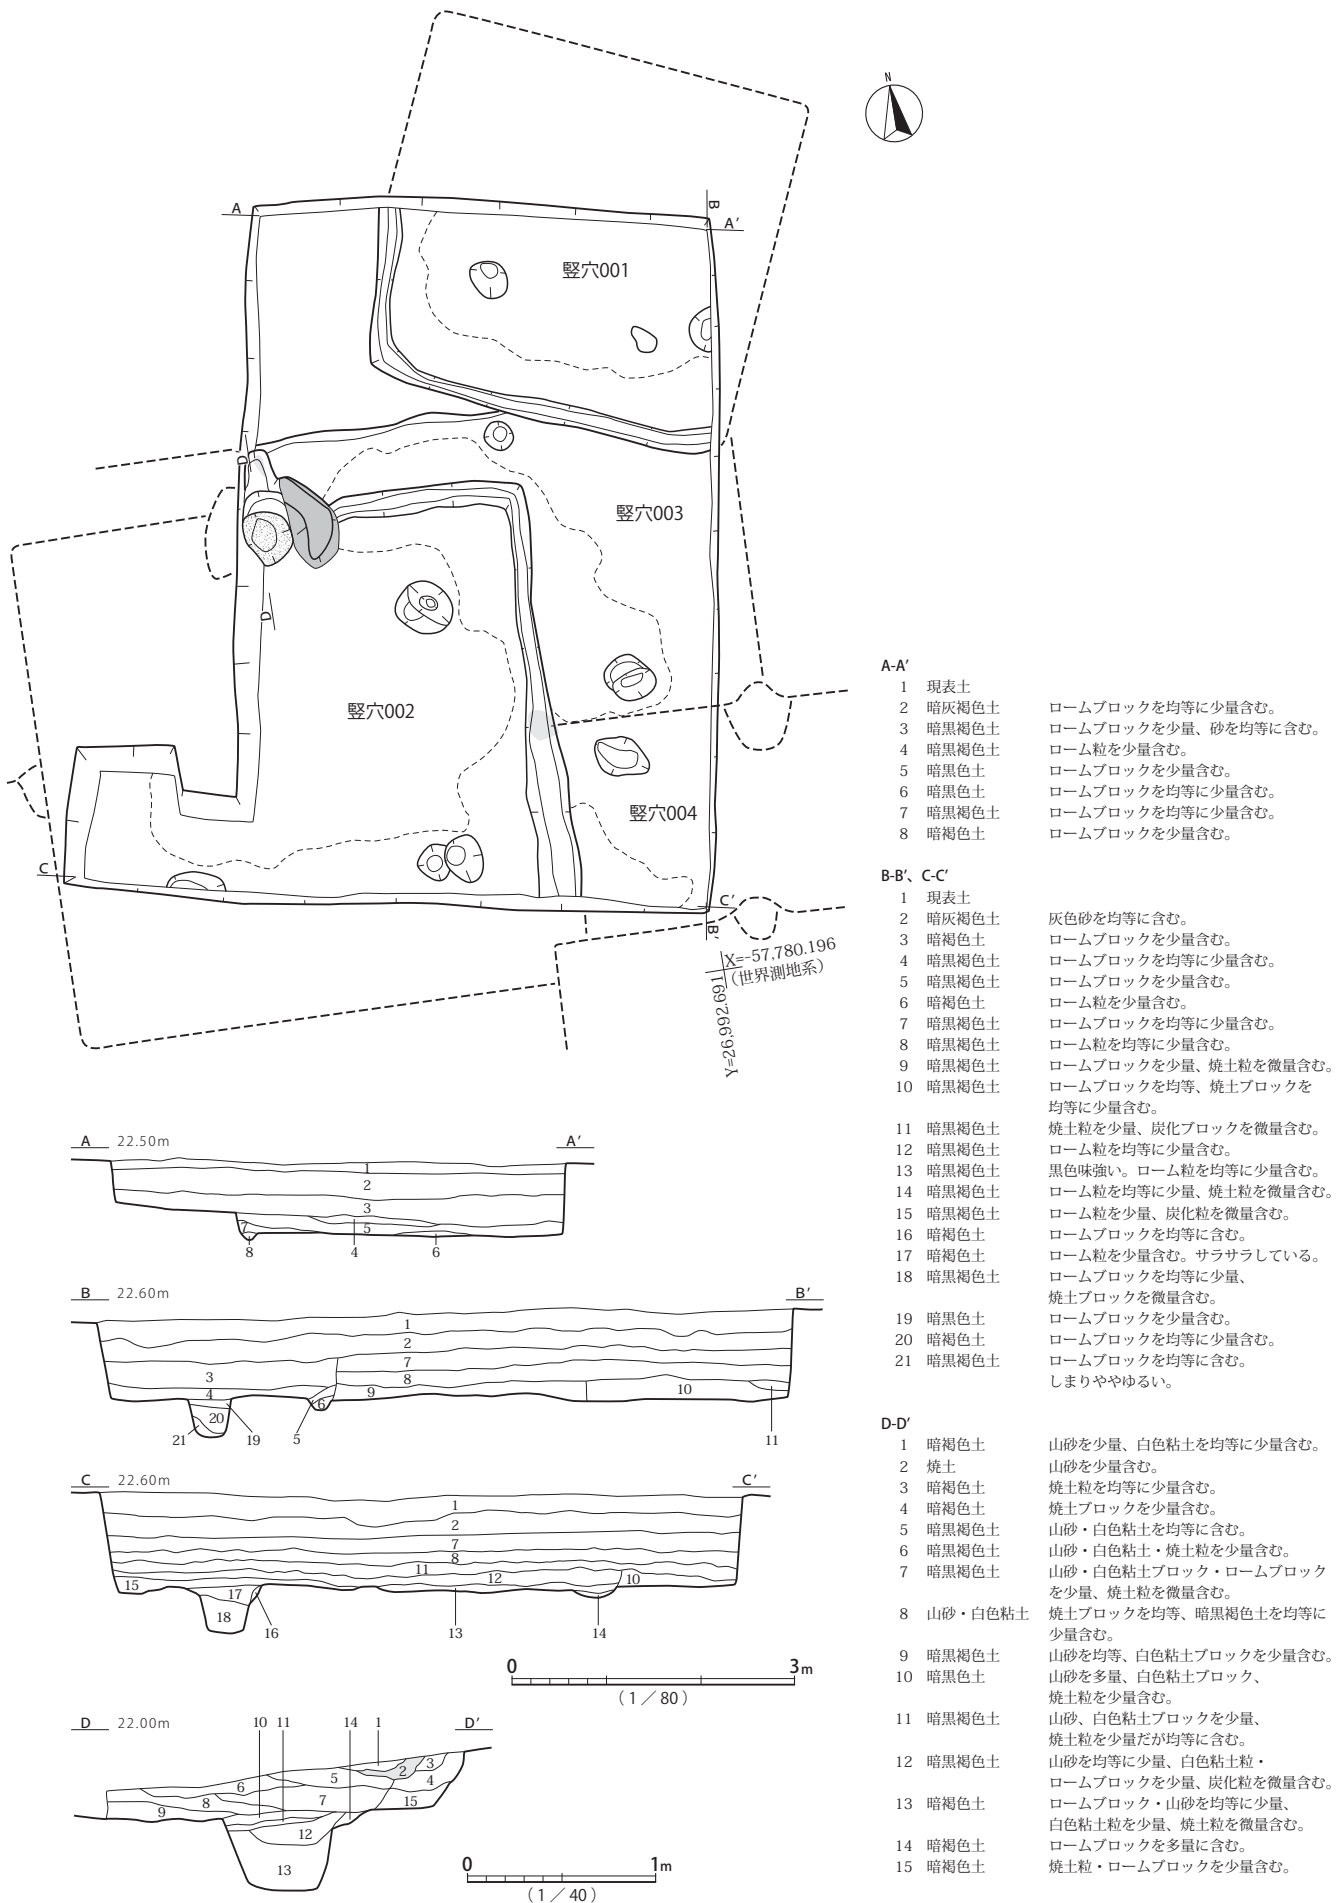 N
A
B
A′
竪穴001
竪穴003
D
D
竪穴002
竪穴004
C
C′
B′
X=-57,780.196
（世界測地系）
Y=26,992.691
A 22.50m A′
1
2
3
7 5
8 4 6
B 22.60m B′
1
2
7
3 8
4 9 10
6
20
21 19 5 11
C 22.60m C′
1
2
7
8
11
15 12 10
17
18
16 13 14
0 3m
（1／80）
D 22.00m 10 11 14 1 D′
3
2
5 4
6
8 7 15
9
12
13
0 1m
（1／40）
A-A′
1 現表土
2 暗灰褐色土 ロームブロックを均等に少量含む。
3 暗黒褐色土 ロームブロックを少量、砂を均等に含む。
4 暗黒褐色土 ローム粒を少量含む。
5 暗黒色土 ロームブロックを少量含む。
6 暗黒色土 ロームブロックを均等に少量含む。
7 暗黒褐色土 ロームブロックを均等に少量含む。
8 暗褐色土 ロームブロックを少量含む。
B-B′、C-C′
1 現表土
2 暗灰褐色土 灰色砂を均等に含む。
3 暗褐色土 ロームブロックを少量含む。
4 暗黒褐色土 ロームブロックを均等に少量含む。
5 暗黒褐色土 ロームブロックを少量含む。
6 暗褐色土 ローム粒を少量含む。
7 暗黒褐色土 ロームブロックを均等に少量含む。
8 暗黒褐色土 ローム粒を均等に少量含む。
9 暗黒褐色土 ロームブロックを少量、焼土粒を微量含む。
10 暗黒褐色土 ロームブロックを均等、焼土ブロックを
均等に少量含む。
11 暗黒褐色土 焼土粒を少量、炭化ブロックを微量含む。
12 暗黒褐色土 ローム粒を均等に少量含む。
13 暗黒褐色土 黒色味強い。ローム粒を均等に少量含む。
14 暗黒褐色土 ローム粒を均等に少量、焼土粒を微量含む。
15 暗黒褐色土 ローム粒を少量、炭化粒を微量含む。
16 暗褐色土 ロームブロックを均等に含む。
17 暗褐色土 ローム粒を少量含む。サラサラしている。
18 暗黒褐色土 ロームブロックを均等に少量、
焼土ブロックを微量含む。
19 暗黒色土 ロームブロックを少量含む。
20 暗褐色土 ロームブロックを均等に少量含む。
21 暗黒褐色土 ロームブロックを均等に含む。
しまりややゆるい。
D-D′
1 暗褐色土 山砂を少量、白色粘土を均等に少量含む。
2 焼土 山砂を少量含む。
3 暗褐色土 焼土粒を均等に少量含む。
4 暗褐色土 焼土ブロックを少量含む。
5 暗黒褐色土 山砂・白色粘土を均等に含む。
6 暗黒褐色土 山砂・白色粘土・焼土粒を少量含む。
7 暗黒褐色土 山砂・白色粘土ブロック・ロームブロック
を少量、焼土粒を微量含む。
8 山砂・白色粘土 焼土ブロックを均等、暗黒褐色土を均等に
少量含む。
9 暗黒褐色土 山砂を均等、白色粘土ブロックを少量含む。
10 暗黒色土 山砂を多量、白色粘土ブロック、
焼土粒を少量含む。
11 暗黒褐色土 山砂、白色粘土ブロックを少量、
焼土粒を少量だが均等に含む。
12 暗黒褐色土 山砂を均等に少量、白色粘土粒・
ロームブロックを少量、炭化粒を微量含む。
13 暗褐色土 ロームブロック・山砂を均等に少量、
白色粘土粒を少量、焼土粒を微量含む。
14 暗褐色土 ロームブロックを多量に含む。
15 暗褐色土 焼土粒・ロームブロックを少量含む。